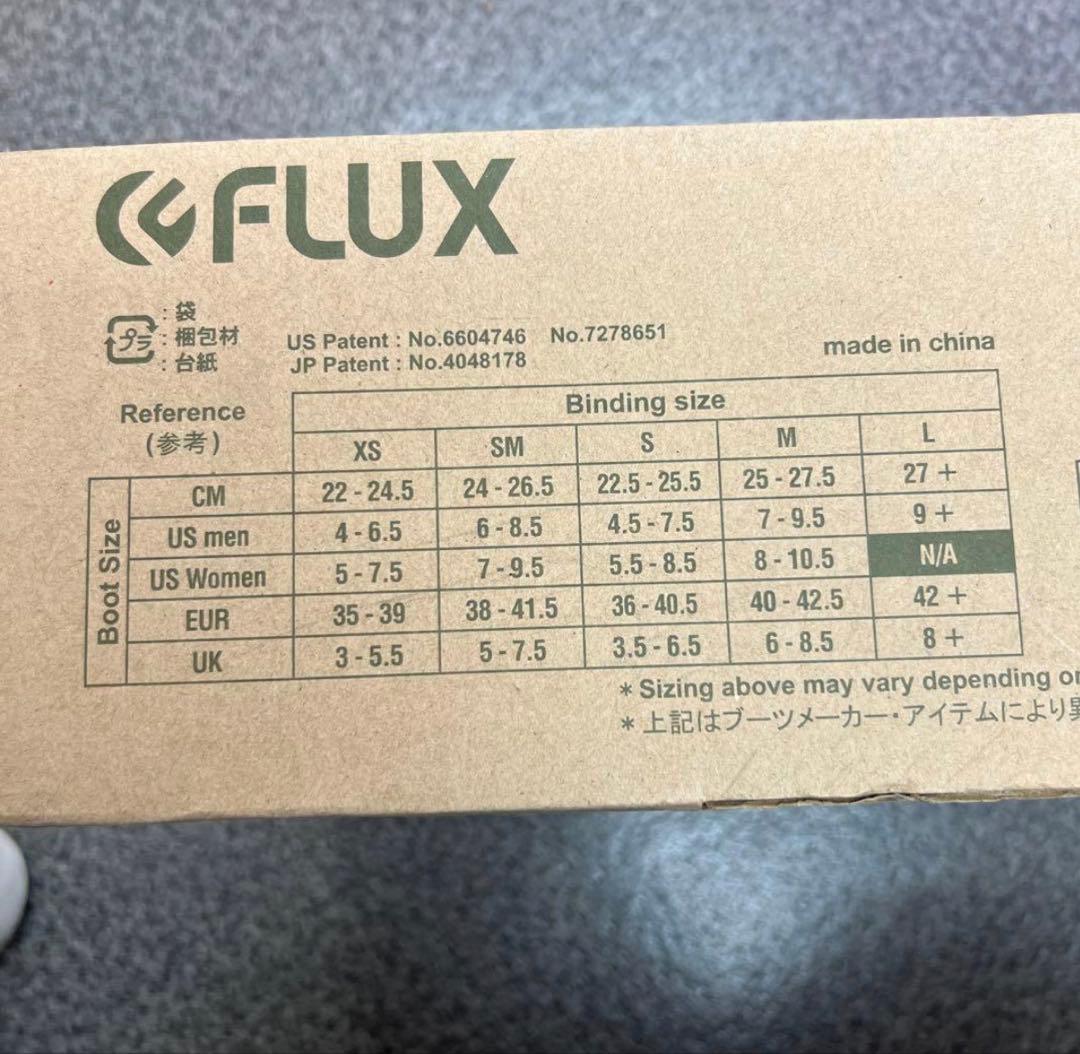 FLUX
プラ : 袋
: 梱包材
: 台紙
US Patent : No.6604746 No.7278651
JP Patent : No.4048178
made in china
Reference
(参考)
Binding size
XS SM S M L
Boot Size
CM 22 - 24.5 24 - 26.5 22.5 - 25.5 25 - 27.5 27 +
US men 4 - 6.5 6 - 8.5 4.5 - 7.5 7 - 9.5 9 +
US Women 5 - 7.5 7 - 9.5 5.5 - 8.5 8 - 10.5 N/A
EUR 35 - 39 38 - 41.5 36 - 40.5 40 - 42.5 42 +
UK 3 - 5.5 5 - 7.5 3.5 - 6.5 6 - 8.5 8 +
* Sizing above may vary depending
* 上記はブーツメーカー・アイテムにより